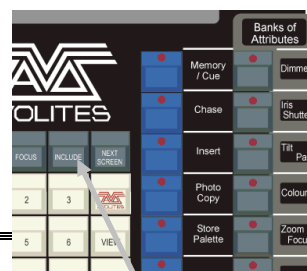 Banks of
Attributes
Memory
/ Cue
Dimme
Chase
Iris
Shutte
OLITES
Insert
Tilt
Pa
FOCUS
INCLUDE
NEXT
SCREEN
Photo
Copy
Colour
2
3
Store
Palette
Zoom
Focu
5
6
VIEW